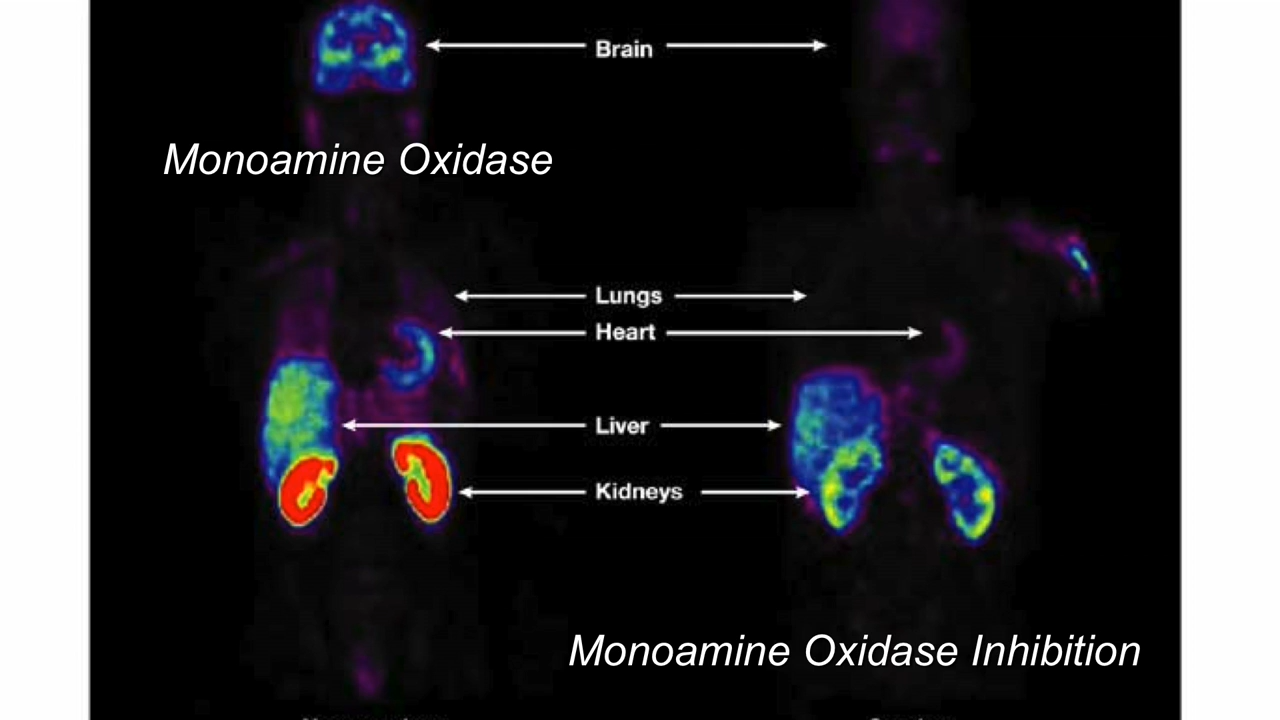 Brain
Monoamine Oxidase
Lungs
Heart
Liver
Kidneys
Monoamine Oxidase Inhibition